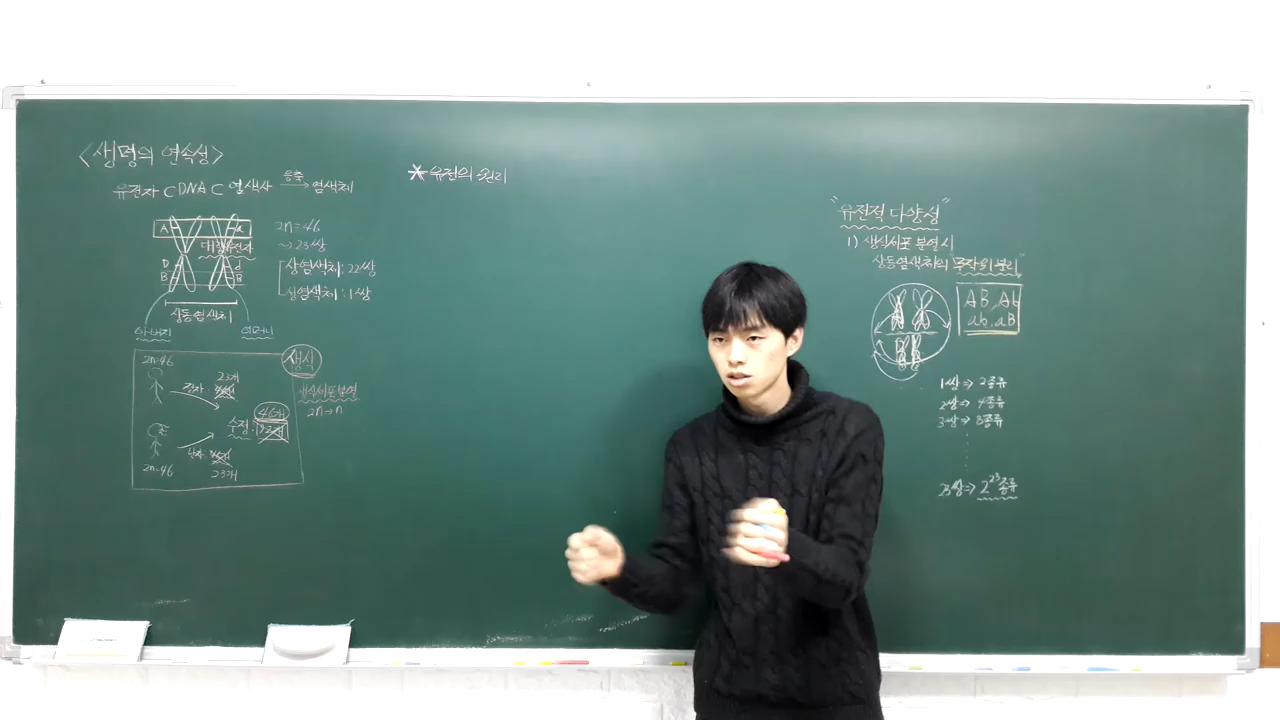 <생명의 연속성>
유전자 ⊂ DNA ⊂ 염색사 응축→ 염색체
A a
대립유전자
D d
B B
상동염색체
아버지 어머니
2n=46
→23쌍
상염색체:22쌍
성염색체:1쌍
생식
생식세포분열
2n→n
2n=46
정자:
23개
수정:
46개
난자:
23개
2n=46
*유전의 원리
"유전적 다양성"
1) 생식세포 분열시
상동염색체의 "무작위 분리"
AB, Ab
ab, aB
1쌍⇒ 2종류
2쌍⇒ 4종류
3쌍⇒ 8종류
23쌍⇒ 2^23종류